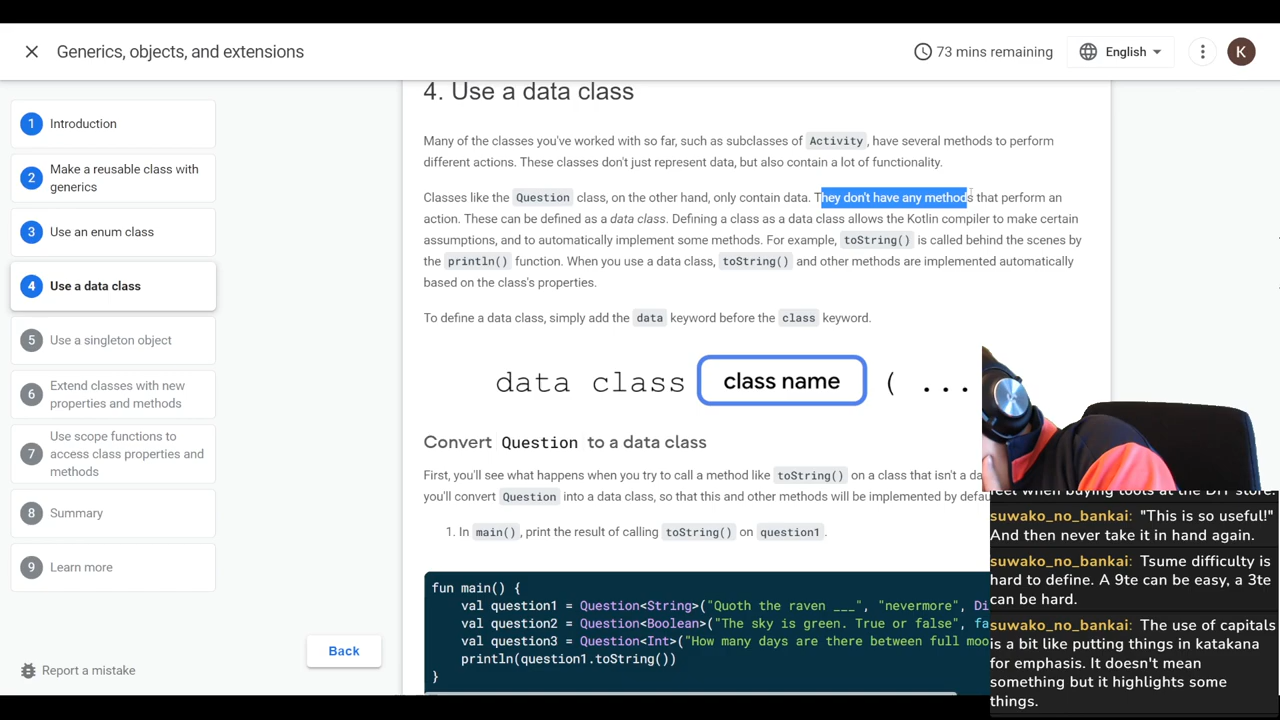 Generics, objects, and extensions
73 mins remaining
English
K
1 Introduction
2 Make a reusable class with
generics
3 Use an enum class
4 Use a data class
5 Use a singleton object
6 Extend classes with new
properties and methods
7 Use scope functions to
access class properties and
methods
8 Summary
9 Learn more
Report a mistake
Back
4. Use a data class
Many of the classes you've worked with so far, such as subclasses of Activity, have several methods to perform
different actions. These classes don't just represent data, but also contain a lot of functionality.
Classes like the Question class, on the other hand, only contain data. They don't have any methods that perform an
action. These can be defined as a data class. Defining a class as a data class allows the Kotlin compiler to make certain
assumptions, and to automatically implement some methods. For example, toString() is called behind the scenes by
the println() function. When you use a data class, toString() and other methods are implemented automatically
based on the class's properties.
To define a data class, simply add the data keyword before the class keyword.
data class class name ( ...
Convert Question to a data class
First, you'll see what happens when you try to call a method like toString() on a class that isn't a da
you'll convert Question into a data class, so that this and other methods will be implemented by defau
1. In main(), print the result of calling toString() on question1.
fun main() {
val question1 = Question<String>("Quoth the raven ___", "nevermore", Di
val question2 = Question<Boolean>("The sky is green. True or false", fa
val question3 = Question<Int>("How many days are there between full moo
println(question1.toString())
}
feet when buying tools at the DIY store.
suwako_no_bankai: "This is so useful!"
And then never take it in hand again.
suwako_no_bankai: Tsume difficulty is
hard to define. A 9te can be easy, a 3te
can be hard.
suwako_no_bankai: The use of capitals
is a bit like putting things in katakana
for emphasis. It doesn't mean
something but it highlights some
things.